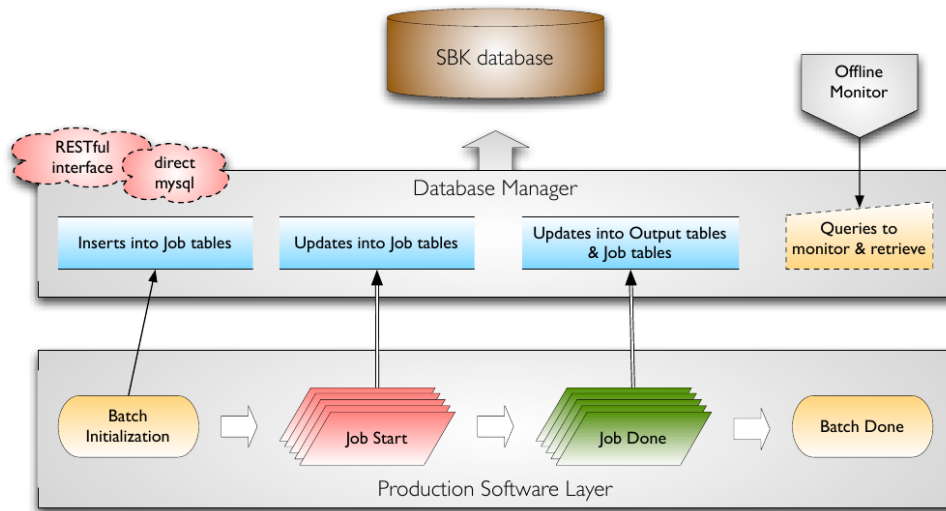 SBK database
Offline
Monitor
RESTful
interface
direct
mysql
Database Manager
Inserts into Job tables
Updates into Job tables
Updates into Output tables
& Job tables
Queries to
monitor & retrieve
Batch
Initialization
Job Start
Job Done
Batch Done
Production Software Layer